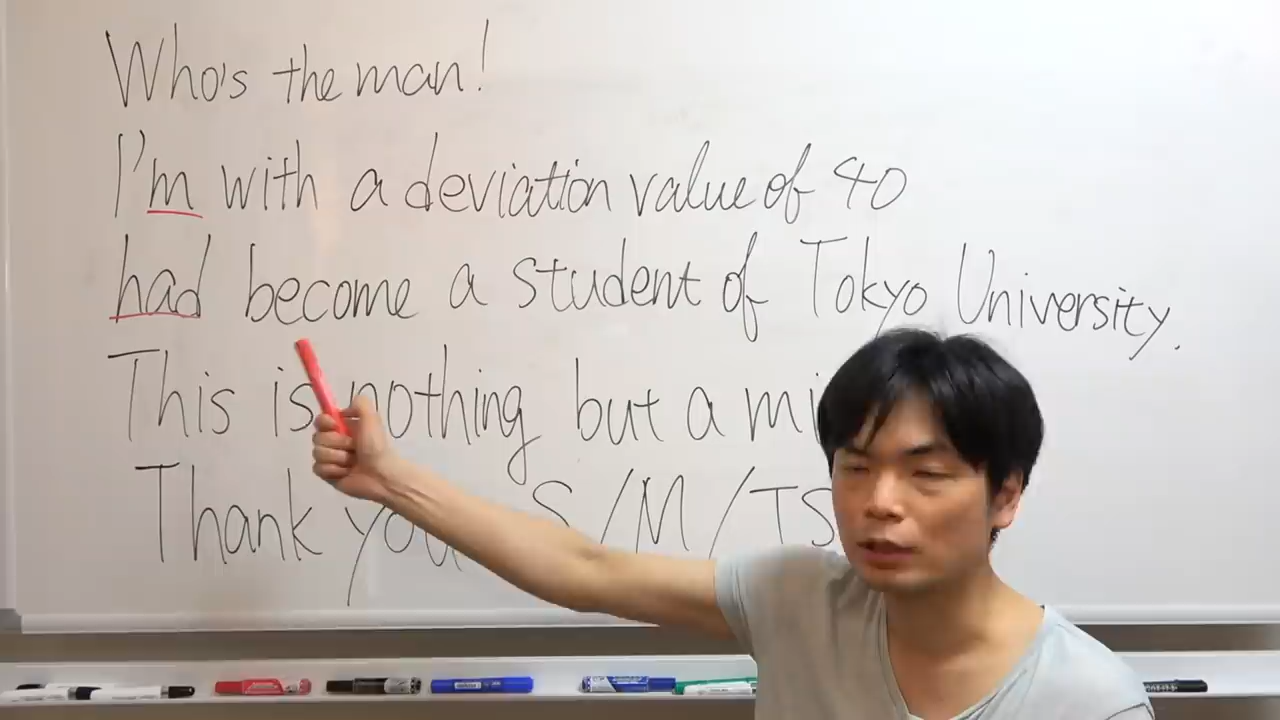 Who's the man!
I'm with a deviation value of 40
had become a student of Tokyo University.
This is nothing but a
Thank you S/M/TS